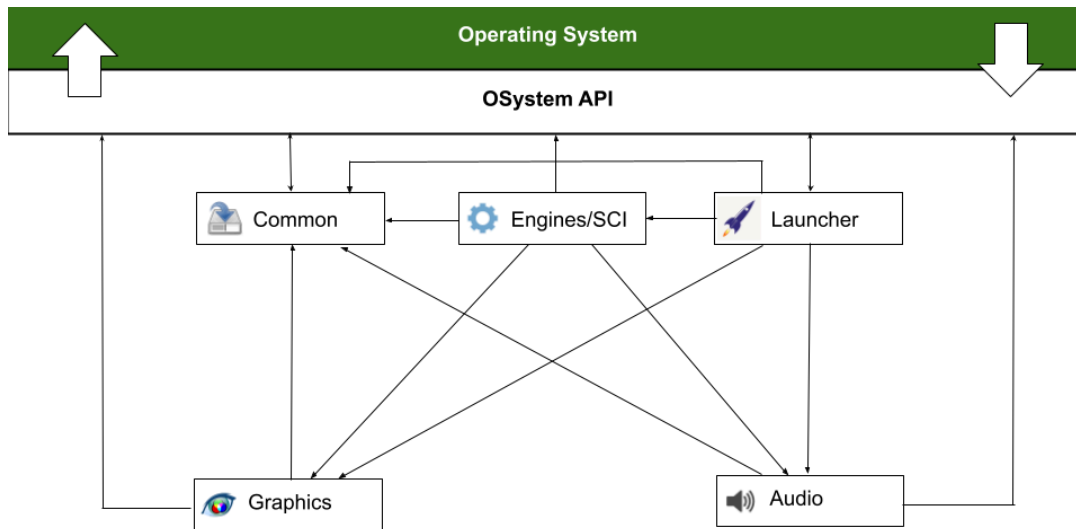 Operating System
OSystem API
Common
Engines/SCI
Launcher
Graphics
Audio